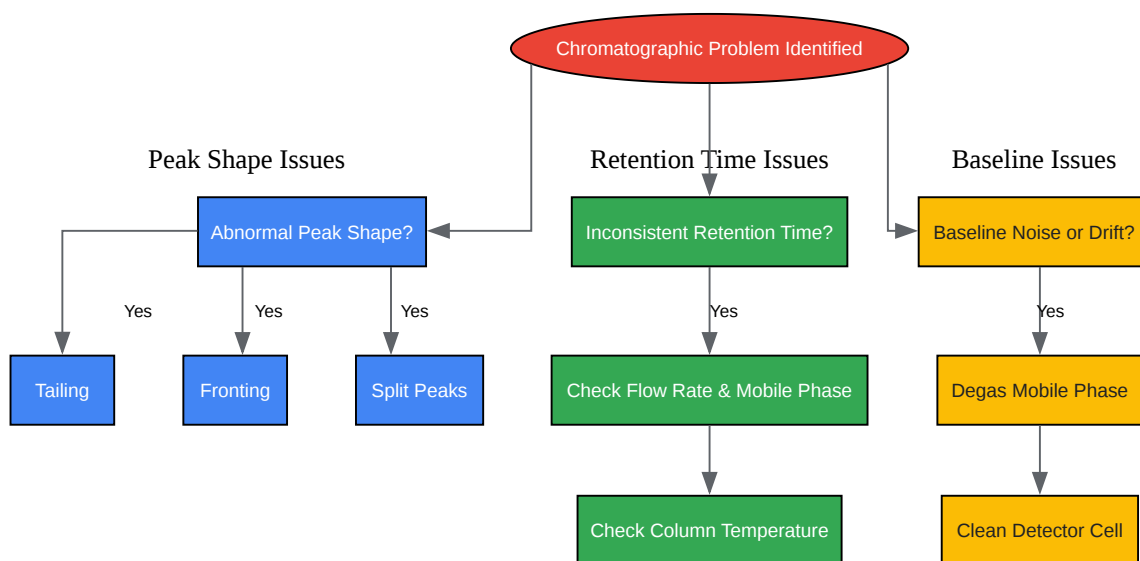 Chromatographic Problem Identified
Peak Shape Issues
Retention Time Issues
Baseline Issues
Abnormal Peak Shape?
Inconsistent Retention Time?
Baseline Noise or Drift?
Yes
Yes
Yes
Yes
Yes
Tailing
Fronting
Split Peaks
Check Flow Rate & Mobile Phase
Degas Mobile Phase
Check Column Temperature
Clean Detector Cell